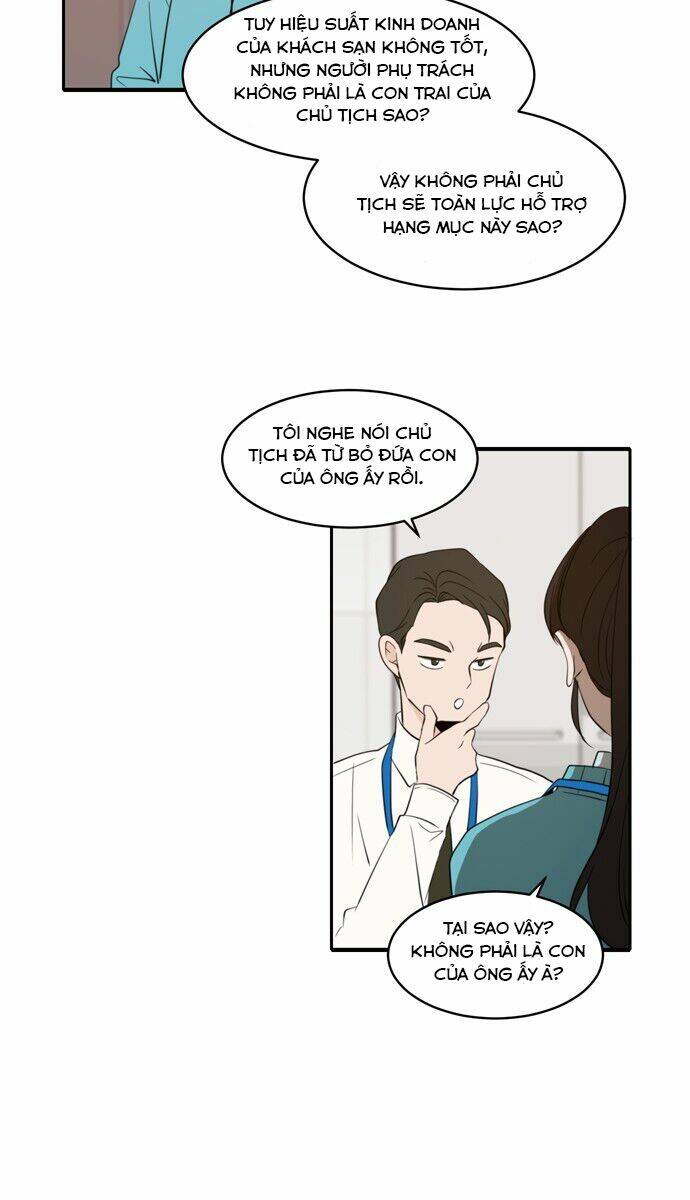 TUY HIỆU SUẤT KINH DOANH
CỦA KHÁCH SẠN KHÔNG TỐT,
NHƯNG NGƯỜI PHỤ TRÁCH
KHÔNG PHẢI LÀ CON TRAI CỦA
CHỦ TỊCH SAO?
VẬY KHÔNG PHẢI CHỦ
TỊCH SẼ TOÀN LỰC HỖ TRỢ
HẠNG MỤC NÀY SAO?
TÔI NGHE NÓI CHỦ
TỊCH ĐÃ TỪ BỎ ĐỨA CON
CỦA ÔNG ẤY RỒI.
TẠI SAO VẬY?
KHÔNG PHẢI LÀ CON
CỦA ÔNG ẤY À?